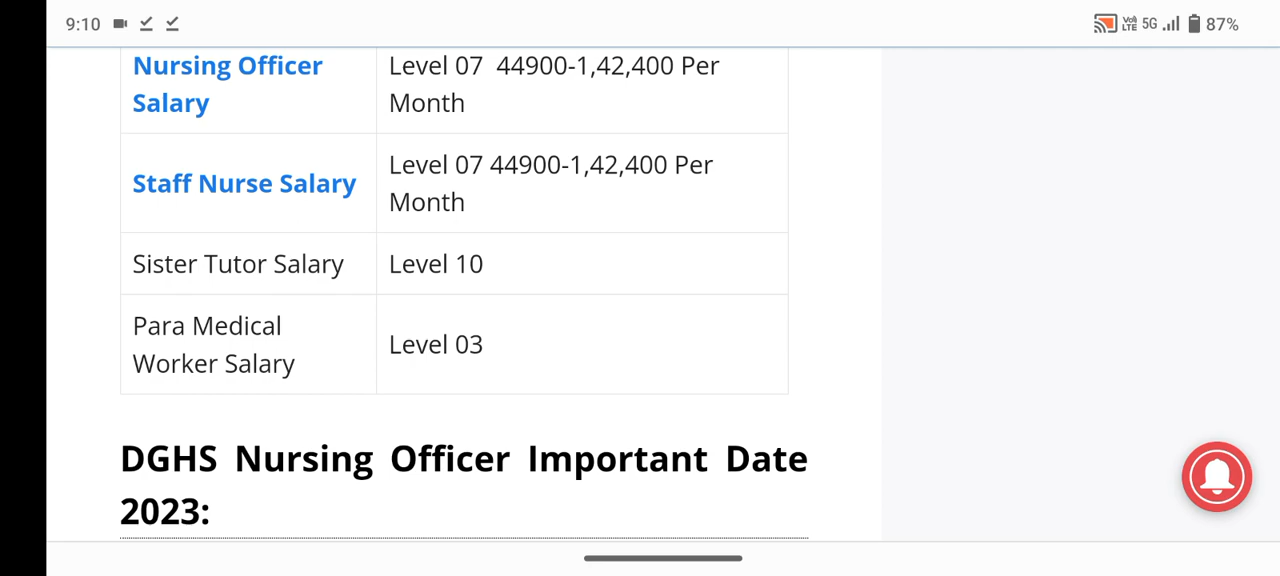 9:10
Vo) LTE 5G 87%
Nursing Officer Salary
Level 07  44900-1,42,400 Per Month
Staff Nurse Salary
Level 07 44900-1,42,400 Per Month
Sister Tutor Salary
Level 10
Para Medical Worker Salary
Level 03
DGHS Nursing Officer Important Date
2023: